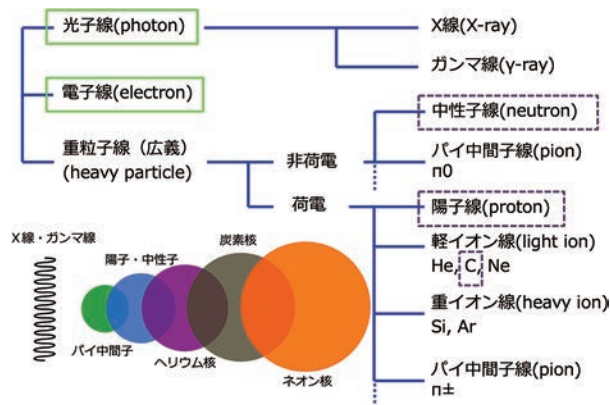 光子線(photon)
X線(X-ray)
ガンマ線(γ-ray)
電子線(electron)
中性子線(neutron)
重粒子線（広義）
(heavy particle)
非荷電
パイ中間子線(pion)
π0
荷電
陽子線(proton)
軽イオン線(light ion)
He, C, Ne
重イオン線(heavy ion)
Si, Ar
パイ中間子線(pion)
π±
X線・ガンマ線
陽子・中性子
炭素核
パイ中間子
ヘリウム核
ネオン核